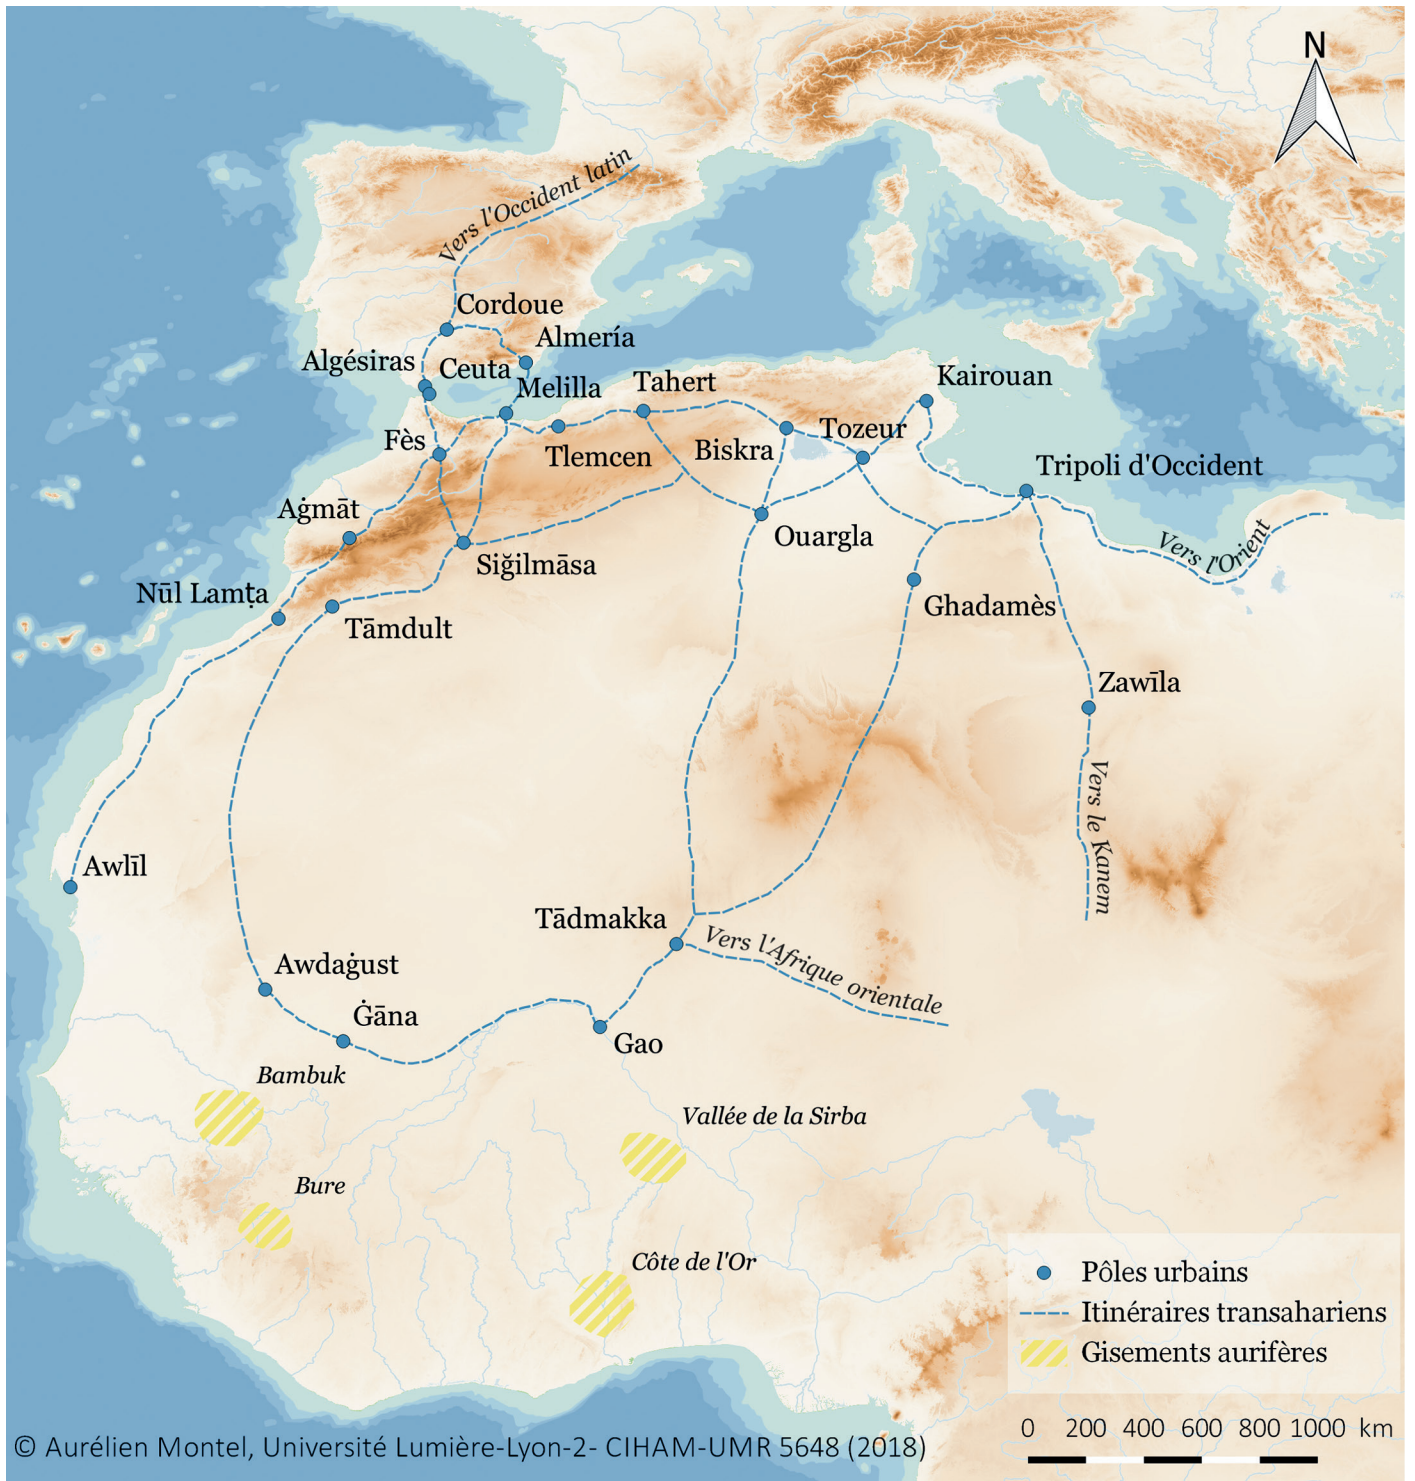 N
Vers l'Occident latin
Cordoue
Almería
Algésiras
Ceuta
Melilla
Tahert
Kairouan
Fès
Tlemcen
Biskra
Tozeur
Tripoli d'Occident
Aġmāt
Ouargla
Vers l'Orient
Siğilmāsa
Nūl Lamṭa
Tāmdult
Ghadamès
Zawīla
Vers le Kanem
Awlīl
Tādmakka
Vers l'Afrique orientale
Awdaġust
Ġāna
Gao
Bambuk
Vallée de la Sirba
Bure
Côte de l'Or
Pôles urbains
Itinéraires transahariens
Gisements aurifères
0 200 400 600 800 1000 km
© Aurélien Montel, Université Lumière-Lyon-2- CIHAM-UMR 5648 (2018)